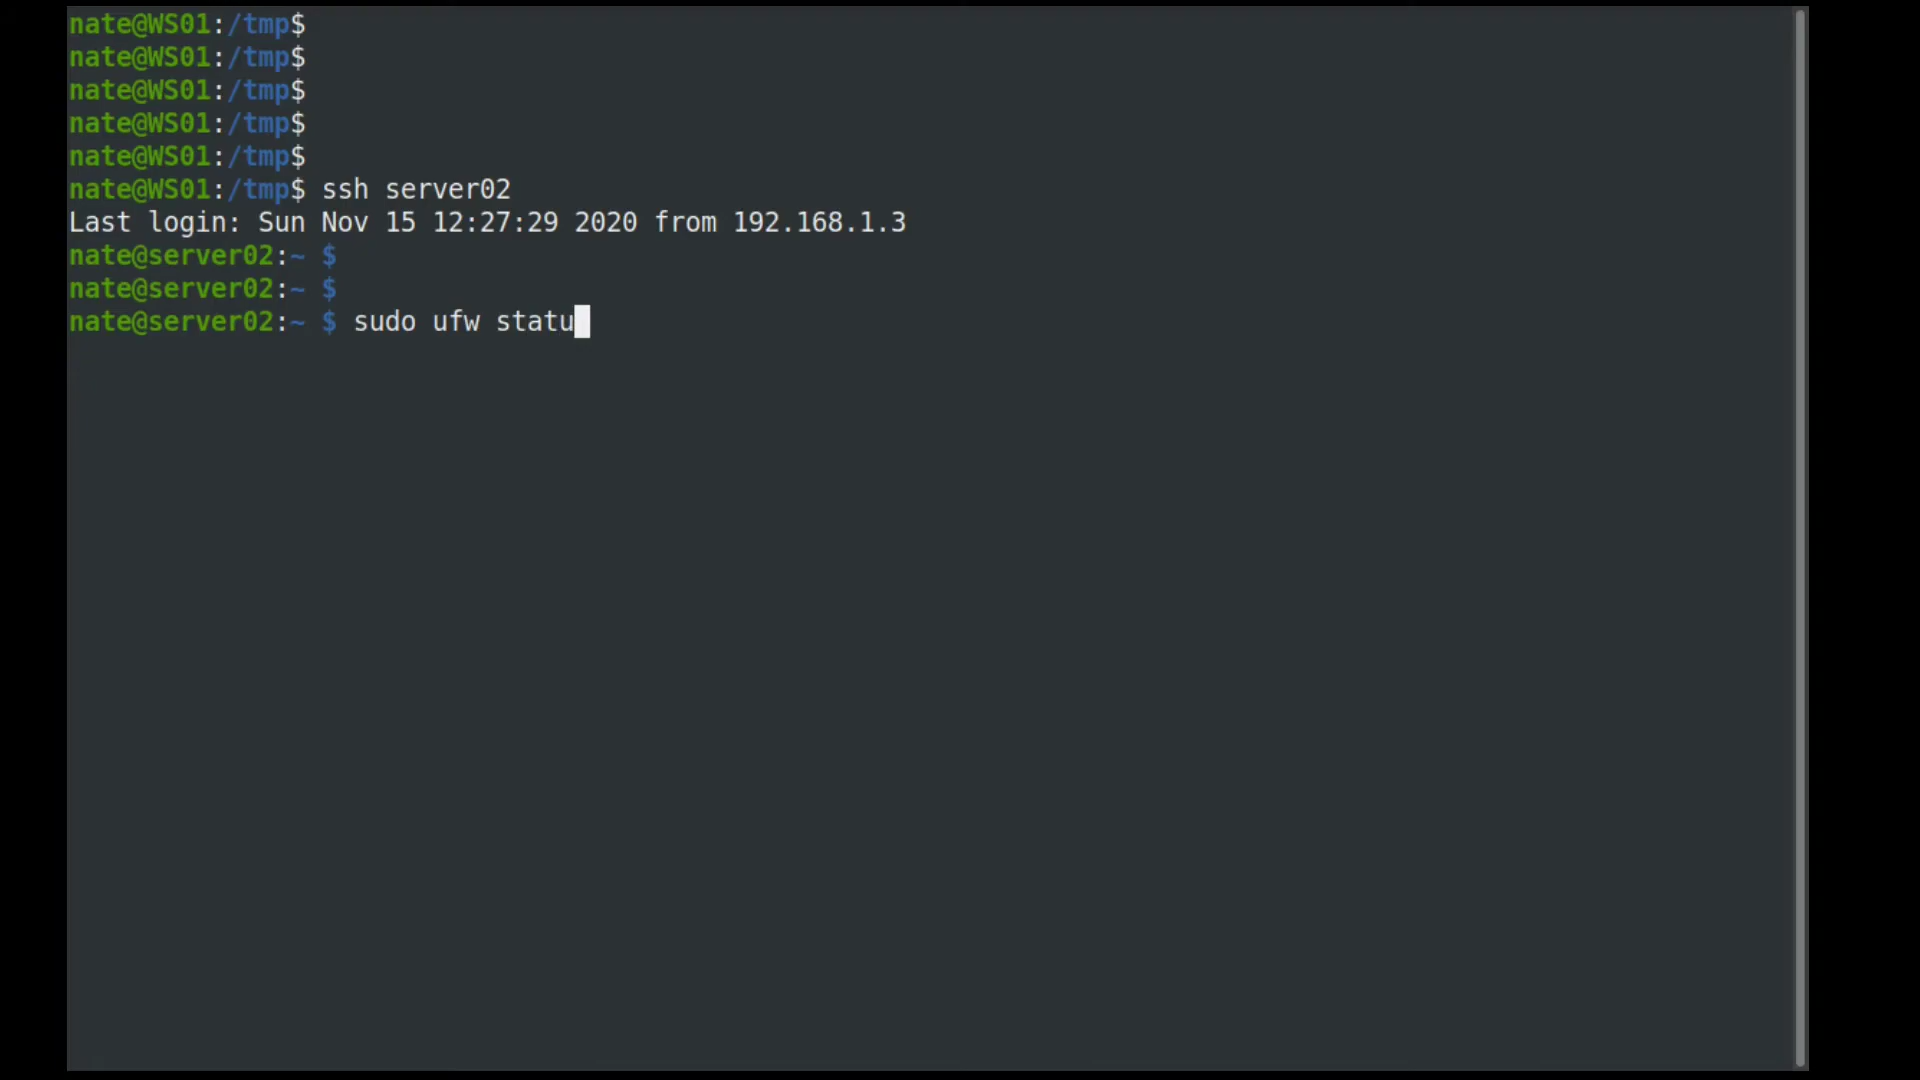 nate@WS01:/tmp$
nate@WS01:/tmp$
nate@WS01:/tmp$
nate@WS01:/tmp$
nate@WS01:/tmp$
nate@WS01:/tmp$ ssh server02
Last login: Sun Nov 15 12:27:29 2020 from 192.168.1.3
nate@server02:~ $
nate@server02:~ $
nate@server02:~ $ sudo ufw statu